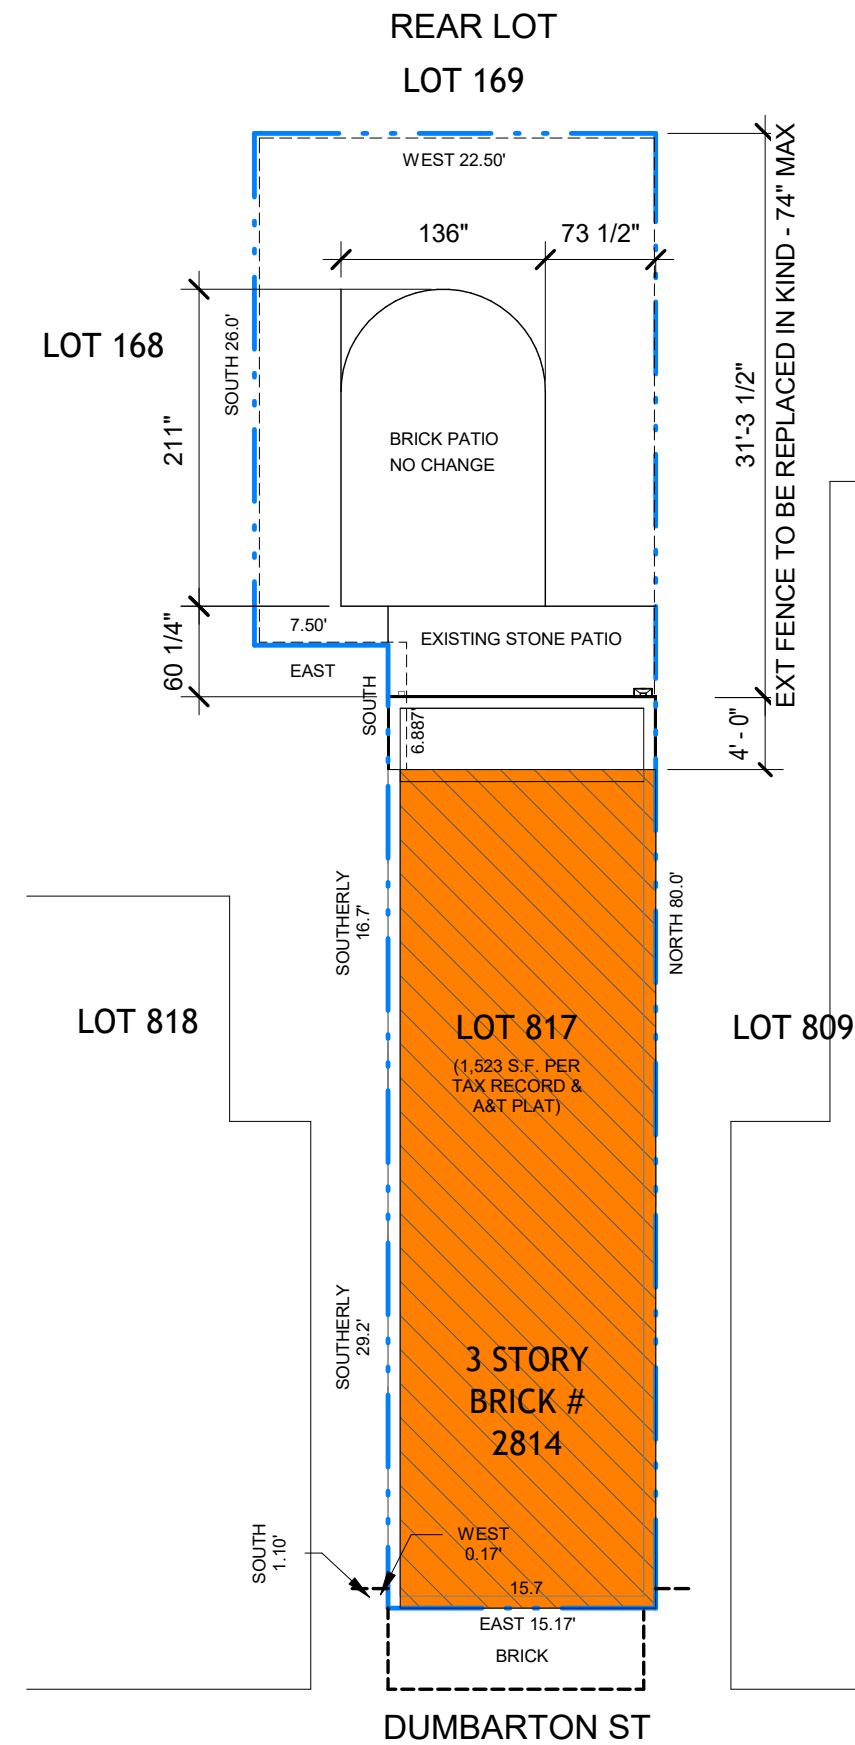 REAR LOT
LOT 169
WEST 22.50'
136"
73 1/2"
EXT FENCE TO BE REPLACED IN KIND - 74" MAX
LOT 168
SOUTH 26.0'
211"
31'-3 1/2"
BRICK PATIO
NO CHANGE
60 1/4"
7.50'
EAST
EXISTING STONE PATIO
SOUTH
6.887'
4' - 0"
SOUTHERLY
16.7'
NORTH 80.0'
LOT 818
LOT 817
(1,523 S.F. PER
TAX RECORD &
A&T PLAT)
LOT 809
SOUTHERLY
29.2'
3 STORY
BRICK #
2814
SOUTH
1.10'
WEST
0.17'
15.7
EAST 15.17'
BRICK
DUMBARTON ST